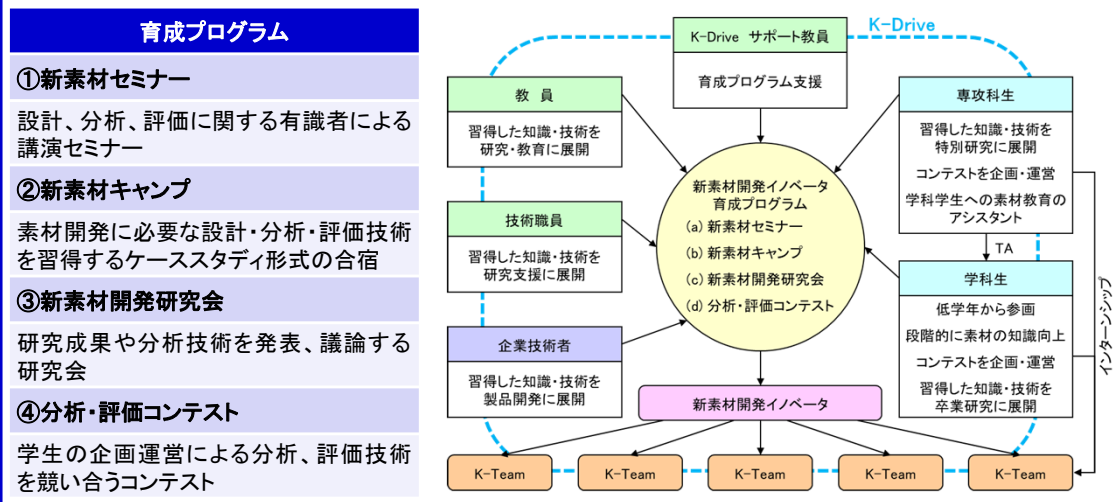 育成プログラム
①新素材セミナー
設計、分析、評価に関する有識者による
講演セミナー
②新素材キャンプ
素材開発に必要な設計・分析・評価技術
を習得するケーススタディ形式の合宿
③新素材開発研究会
研究成果や分析技術を発表、議論する
研究会
④分析・評価コンテスト
学生の企画運営による分析、評価技術
を競い合うコンテスト
K-Drive
K-Drive サポート教員
育成プログラム支援
教 員
習得した知識・技術を
研究・教育に展開
技術職員
習得した知識・技術を
研究支援に展開
企業技術者
習得した知識・技術を
製品開発に展開
新素材開発イノベータ
育成プログラム
(a) 新素材セミナー
(b) 新素材キャンプ
(c) 新素材開発研究会
(d) 分析・評価コンテスト
専攻科生
習得した知識・技術を
特別研究に展開
コンテストを企画・運営
学科学生への素材教育の
アシスタント
TA
学科生
低学年から参画
段階的に素材の知識向上
コンテストを企画・運営
習得した知識・技術を
卒業研究に展開
インターンシップ
新素材開発イノベータ
K-Team
K-Team
K-Team
K-Team
K-Team